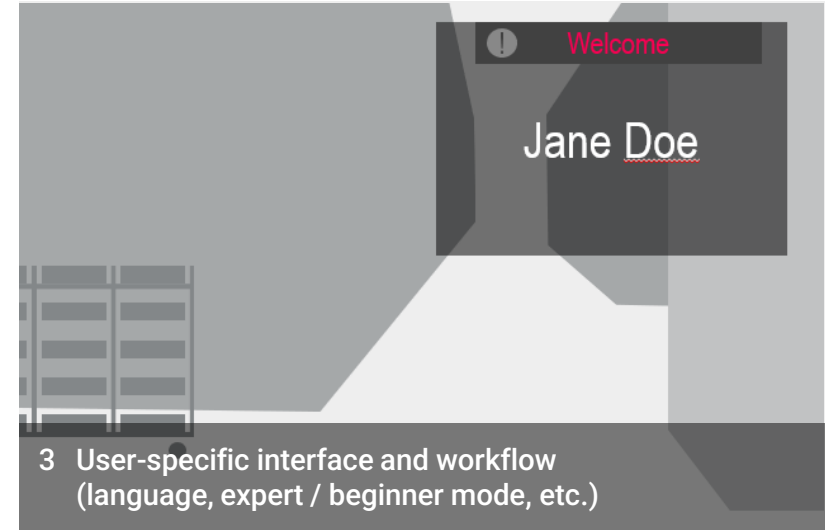 Welcome
Jane Doe
3 User-specific interface and workflow
(language, expert / beginner mode, etc.)